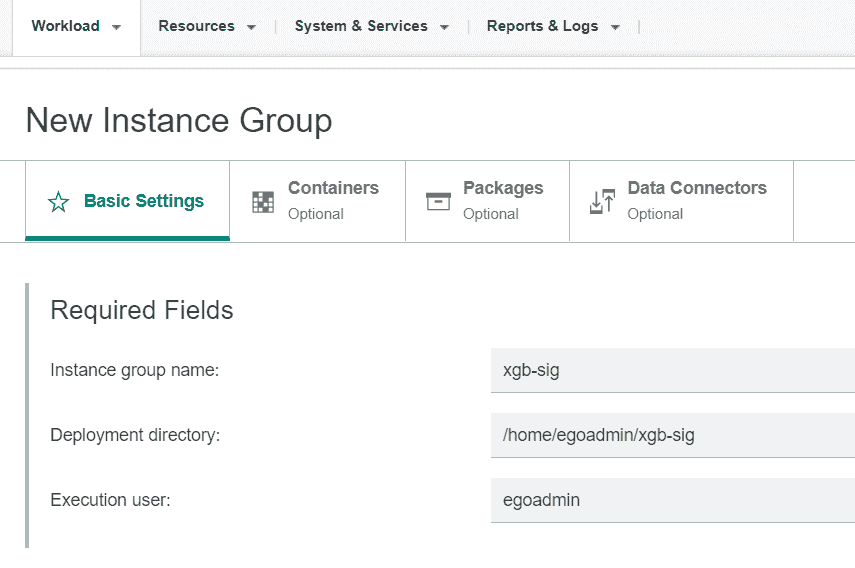 Workload Resources System & Services Reports & Logs
New Instance Group
Basic Settings
Containers
Optional
Packages
Optional
Data Connectors
Optional
Required Fields
Instance group name: xgb-sig
Deployment directory: /home/egoadmin/xgb-sig
Execution user: egoadmin